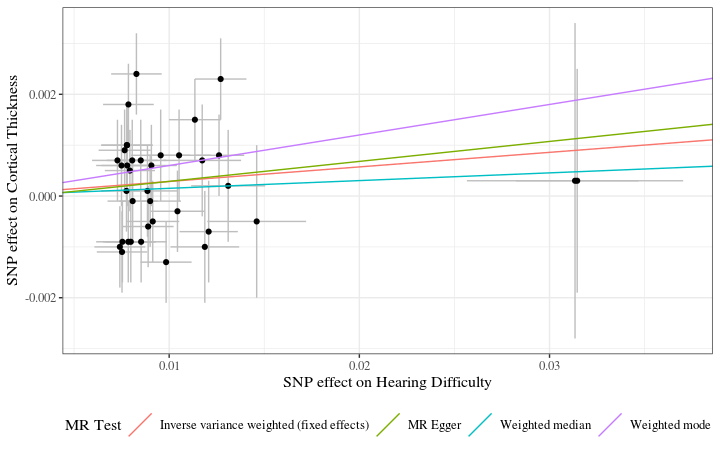 SNP effect on Cortical Thickness
0.002
0.000
-0.002
0.01 0.02 0.03
SNP effect on Hearing Difficulty
MR Test Inverse variance weighted (fixed effects) MR Egger Weighted median Weighted mode